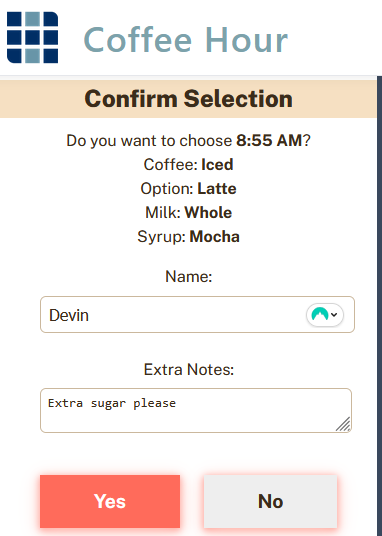 Coffee Hour
Confirm Selection
Do you want to choose 8:55 AM?
Coffee: Iced
Option: Latte
Milk: Whole
Syrup: Mocha
Name:
Devin
Extra Notes:
Extra sugar please
Yes
No